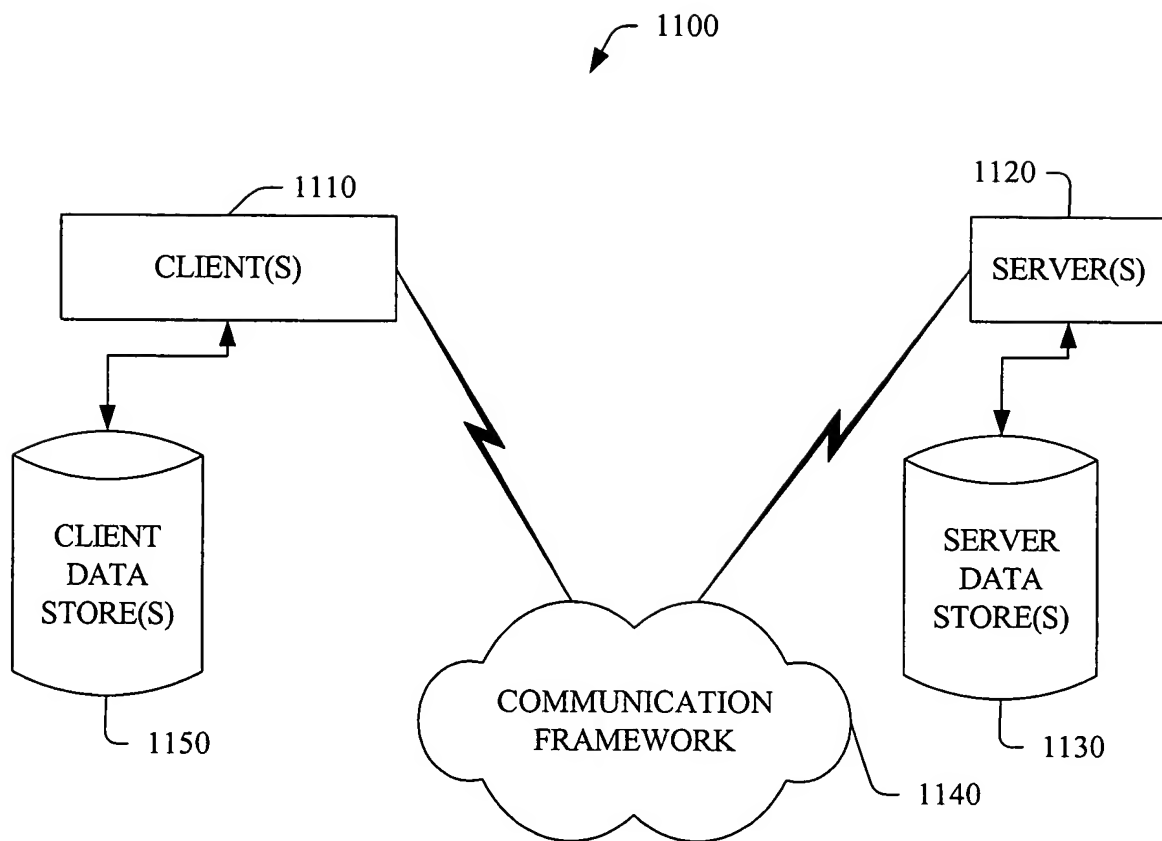 1100
1110
1120
CLIENT(S)
SERVER(S)
CLIENT
DATA
STORE(S)
SERVER
DATA
STORE(S)
COMMUNICATION
FRAMEWORK
1150
1130
1140